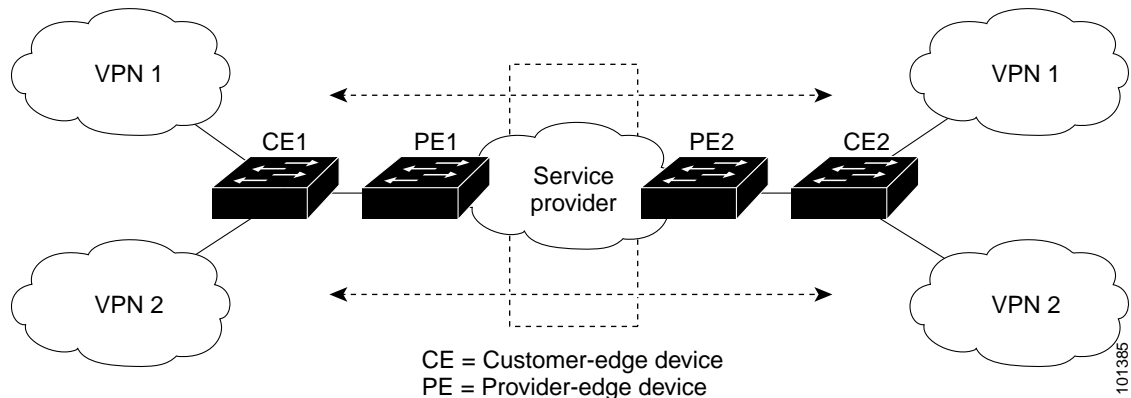 VPN 1
VPN 1
CE1
PE1
PE2
CE2
Service
provider
VPN 2
VPN 2
CE = Customer-edge device
PE = Provider-edge device
101385